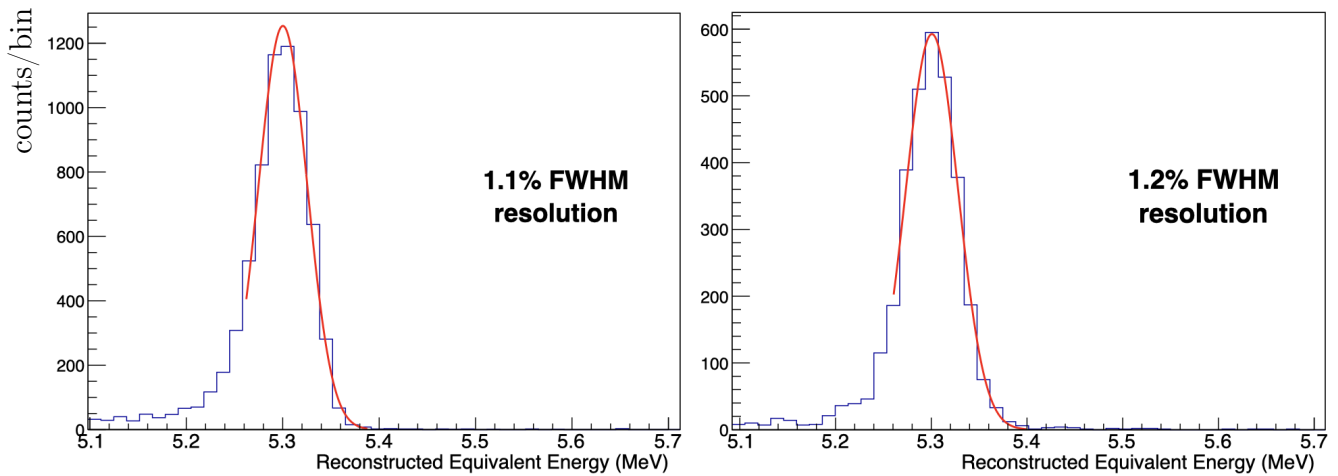 counts/bin
1200
1000
800
600
400
200
0
5.1 5.2 5.3 5.4 5.5 5.6 5.7
Reconstructed Equivalent Energy (MeV)
1.1% FWHM
resolution
600
500
400
300
200
100
0
5.1 5.2 5.3 5.4 5.5 5.6 5.7
Reconstructed Equivalent Energy (MeV)
1.2% FWHM
resolution